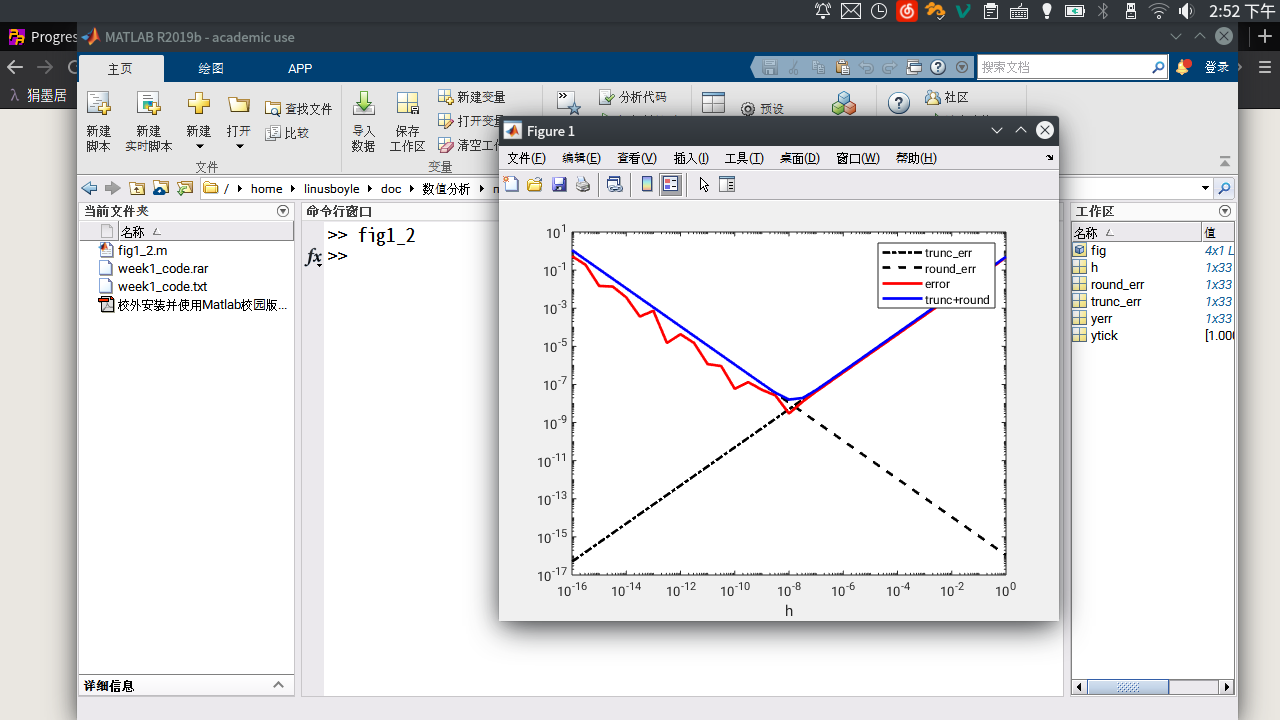 2:52 下午
Progres
MATLAB R2019b - academic use
主页 绘图 APP
搜索文档
登录
λ 狷墨居
新建脚本
新建实时脚本
新建
打开
查找文件
比较
文件
导入数据
保存工作区
新建变量
打开变
清空工
变量
分析代码
预设
社区
/ home linusboyle doc 数值分析
当前文件夹
名称
fig1_2.m
week1_code.rar
week1_code.txt
校外安装并使用Matlab校园版...
详细信息
命令行窗口
>> fig1_2
fx >>
Figure 1
文件(F) 编辑(E) 查看(V) 插入(I) 工具(T) 桌面(D) 窗口(W) 帮助(H)
trunc_err
round_err
error
trunc+round
10^1
10^-1
10^-3
10^-5
10^-7
10^-9
10^-11
10^-13
10^-15
10^-17
10^-16 10^-14 10^-12 10^-10 10^-8 10^-6 10^-4 10^-2 10^0
h
工作区
名称 值
fig 4x1 L
h 1x33
round_err 1x33
trunc_err 1x33
yerr 1x33
ytick [1.000